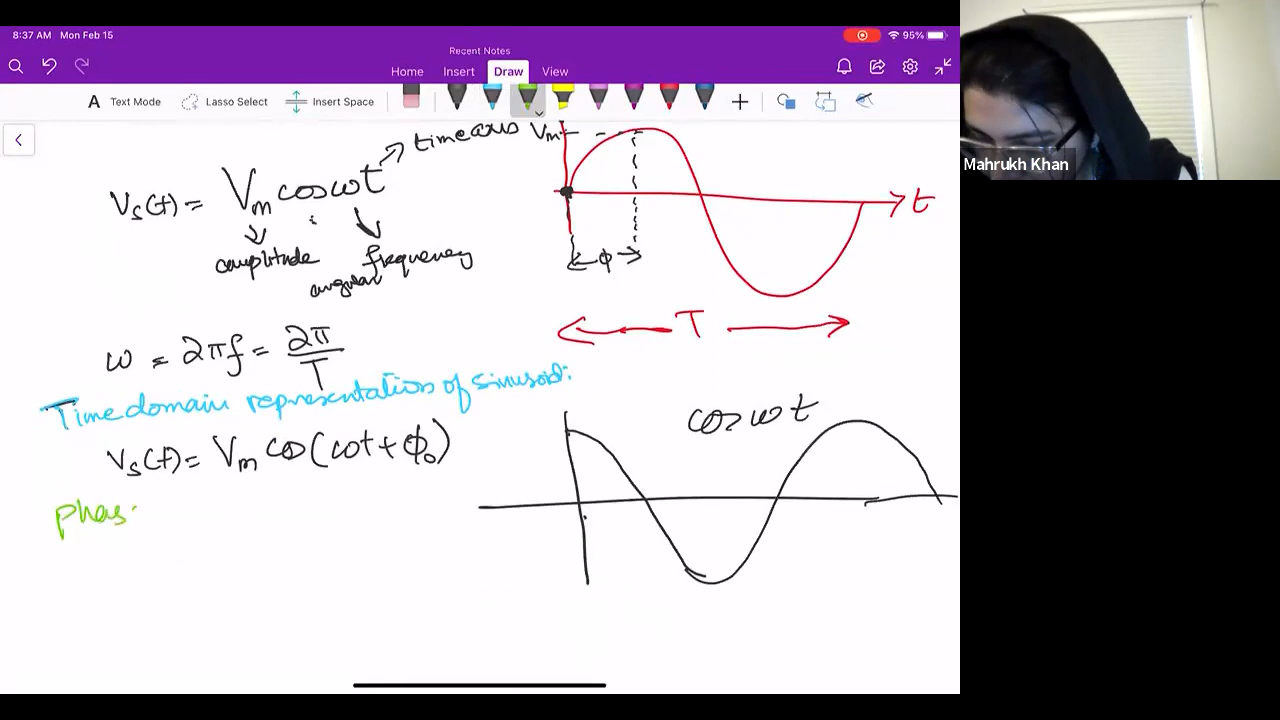 8:37 AM Mon Feb 15
95%
Recent Notes
Home Insert Draw View
A Text Mode Lasso Select Insert Space
Mahrukh Khan
time axis
Vm
Vs(t) = Vm cos ωt
amplitude
angular frequency
t
ϕ
T
ω = 2πf = 2π/T
Time domain representation of sinusoid:
Vs(t) = Vm cos(ωt + ϕ₀)
cos ωt
phas